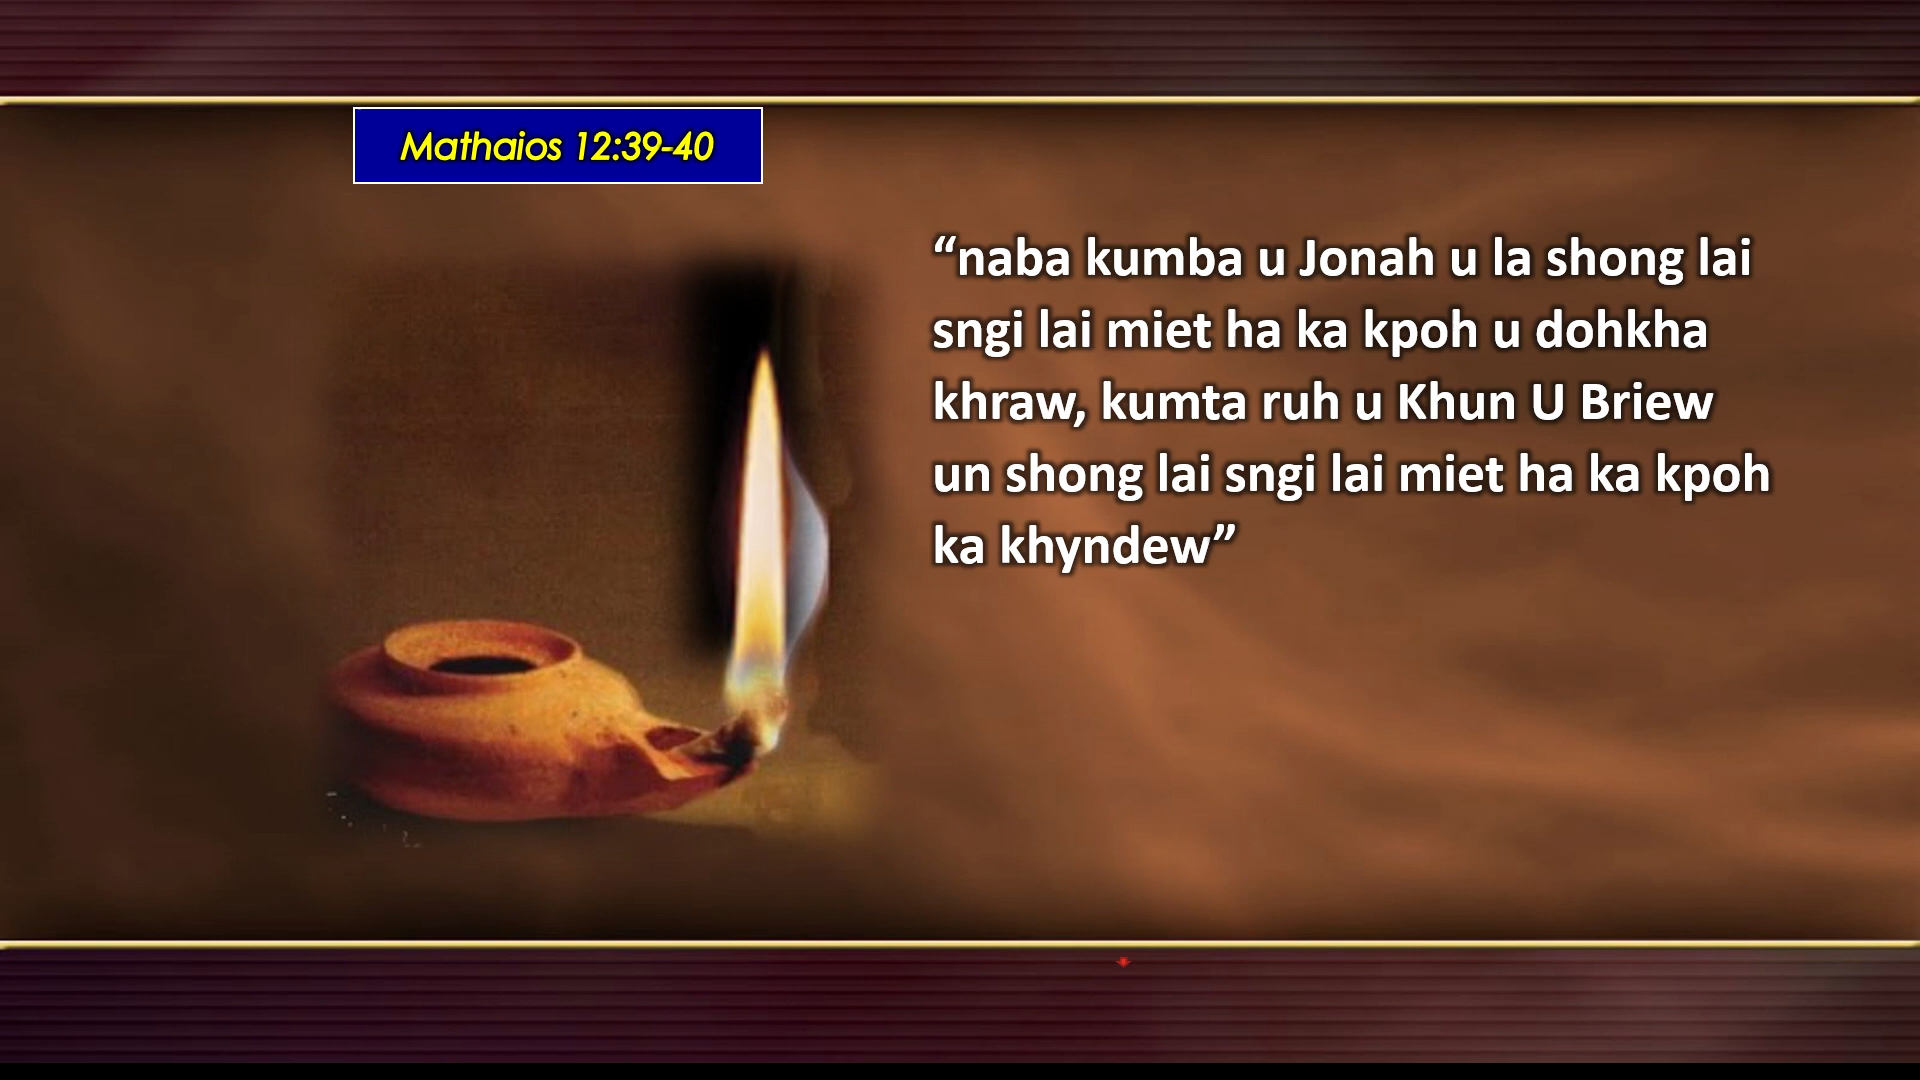 Mathaios 12:39-40
“naba kumba u Jonah u la shong lai
sngi lai miet ha ka kpoh u dohkha
khraw, kumta ruh u Khun U Briew
un shong lai sngi lai miet ha ka kpoh
ka khyndew”